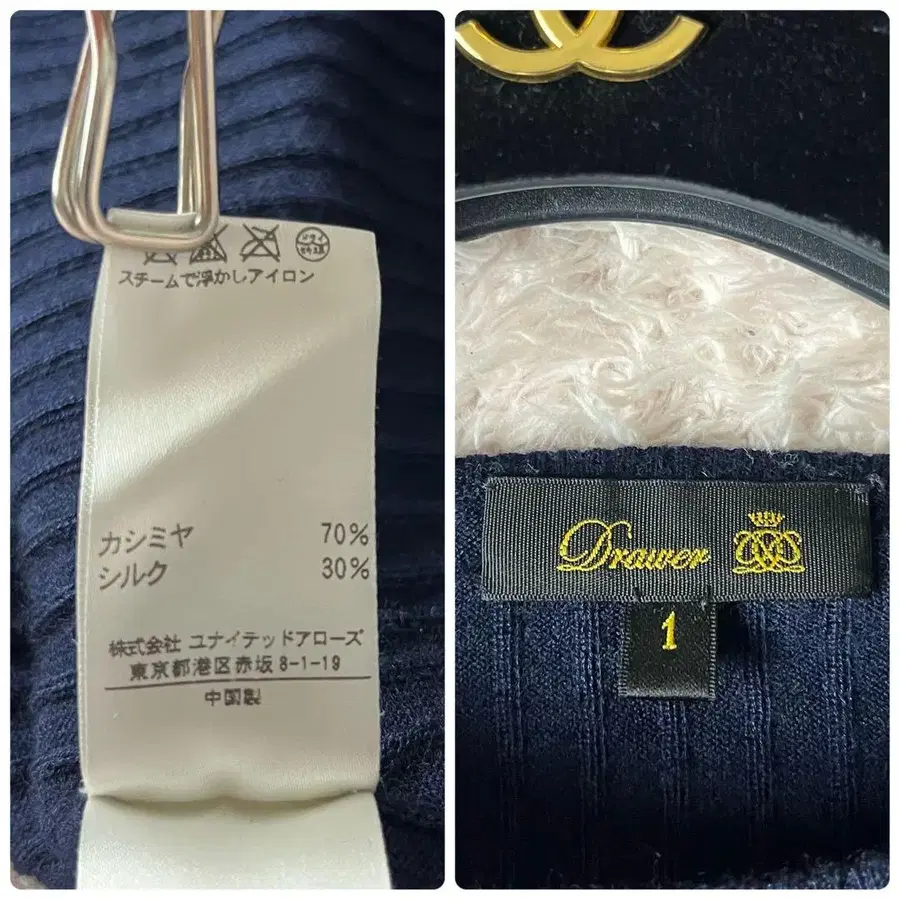 スチームで浮かしアイロン
カシミヤ 70%
シルク 30%
株式会社 ユナイテッドアローズ
東京都港区赤坂8-1-19
中国製
Drawer
1